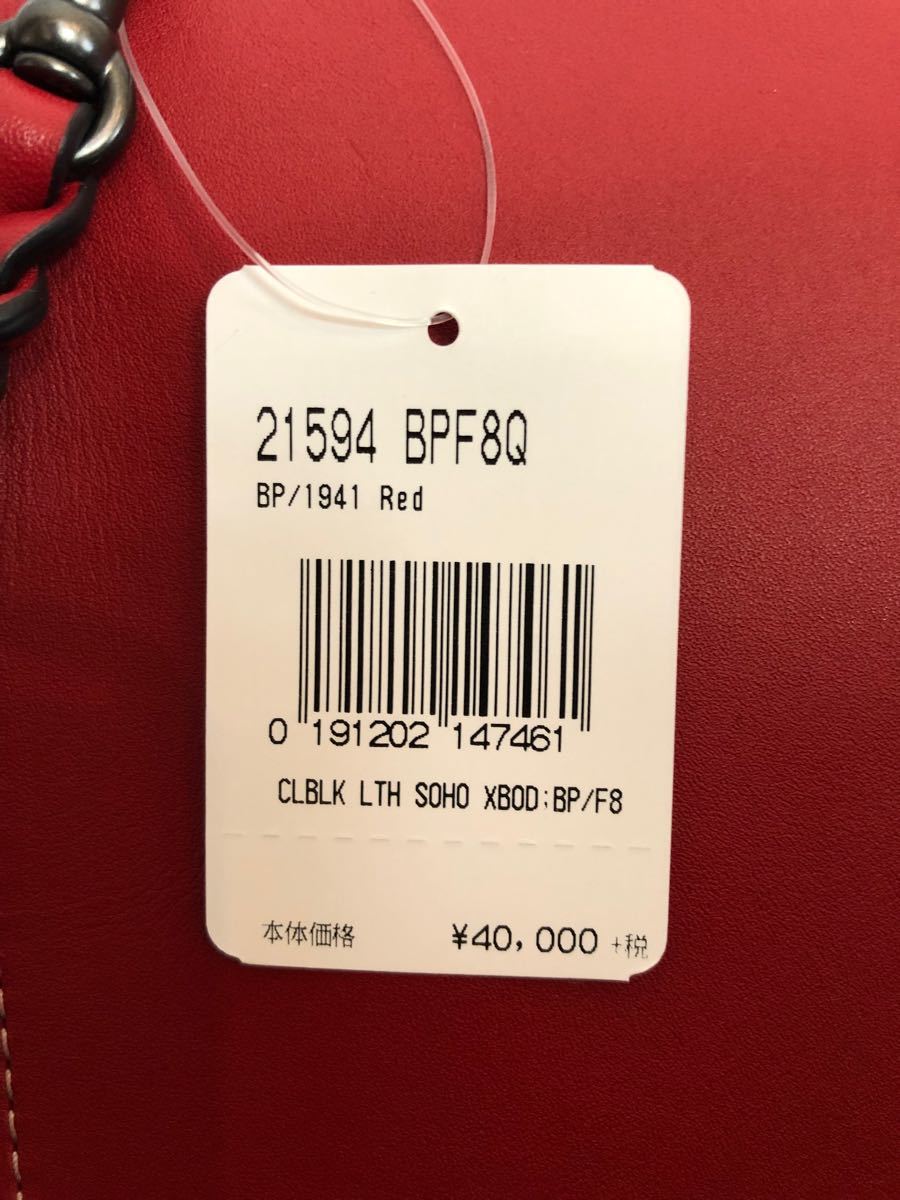 21594 BPF8Q
BP/1941 Red
0 191202 147461
CLBLK LTH SOHO XBOD;BP/F8
本体価格 ¥40,000 +税